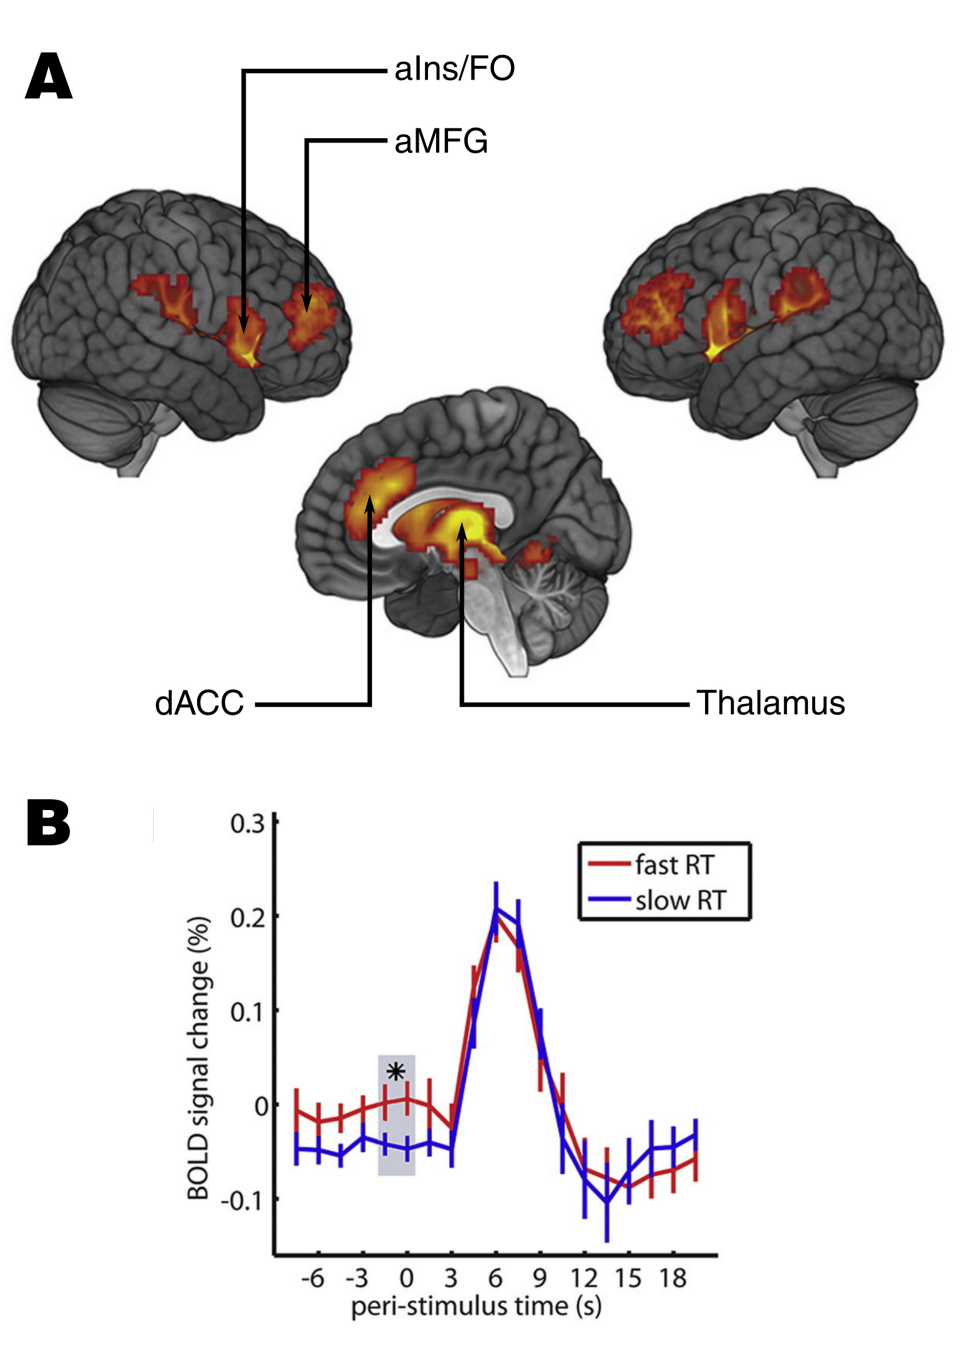 A
aIns/FO
aMFG
dACC
Thalamus
B
0.3
0.2
0.1
0
-0.1
BOLD signal change (%)
*
fast RT
slow RT
-6 -3 0 3 6 9 12 15 18
peri-stimulus time (s)